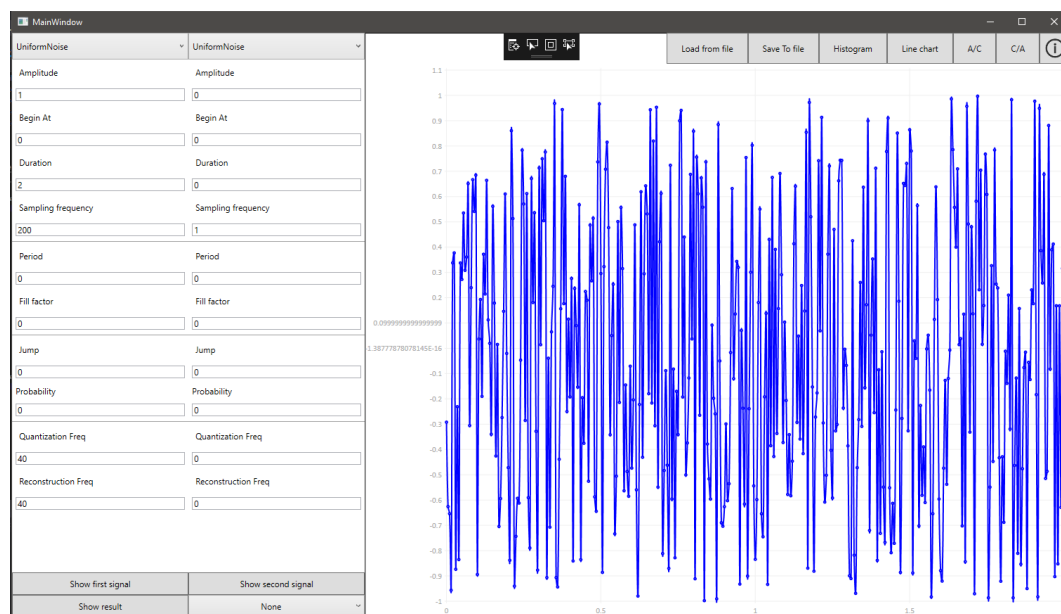 MainWindow
UniformNoise UniformNoise
Load from file Save To file Histogram Line chart A/C C/A
Amplitude Amplitude
1 0
Begin At Begin At
0 0
Duration Duration
2 0
Sampling frequency Sampling frequency
200 1
Period Period
0 0
Fill factor Fill factor
0 0
Jump Jump
0 0
Probability Probability
0 0
Quantization Freq Quantization Freq
40 0
Reconstruction Freq Reconstruction Freq
40 0
Show first signal Show second signal
Show result None
1.1
1
0.9
0.8
0.7
0.6
0.5
0.4
0.3
0.2
0.0999999999999999
-1.38777878078145E-16
-0.1
-0.2
-0.3
-0.4
-0.5
-0.6
-0.7
-0.8
-0.9
-1
0 0.5 1 1.5